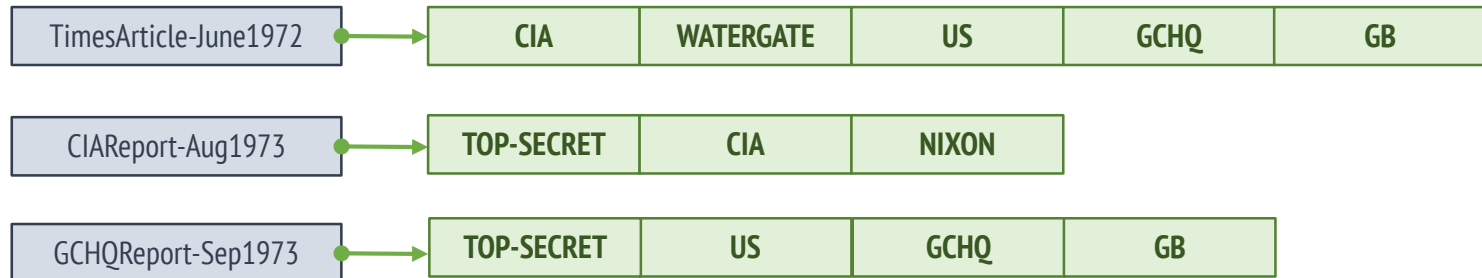 TimesArticle-June1972 CIA WATERGATE US GCHQ GB
CIAReport-Aug1973 TOP-SECRET CIA NIXON
GCHQReport-Sep1973 TOP-SECRET US GCHQ GB